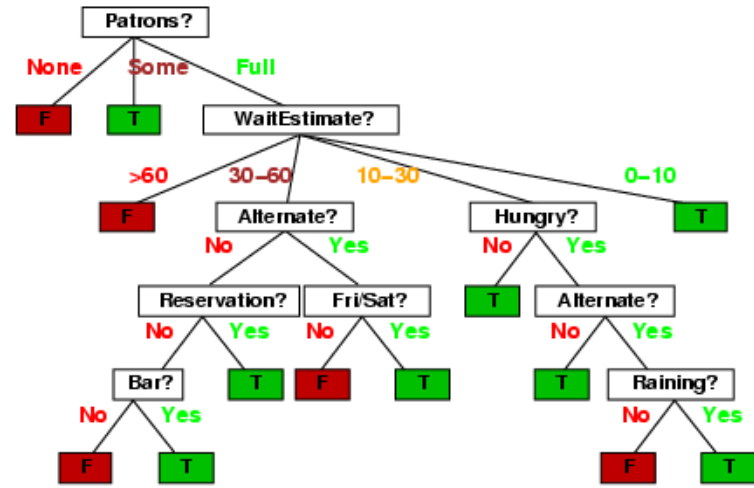 Patrons?
None Some Full
F T WaitEstimate?
>60 30–60 10–30 0–10
F Alternate? Hungry? T
No Yes No Yes
Reservation? Fri/Sat? T Alternate?
No Yes No Yes No Yes
Bar? T F T T Raining?
No Yes No Yes
F T F T